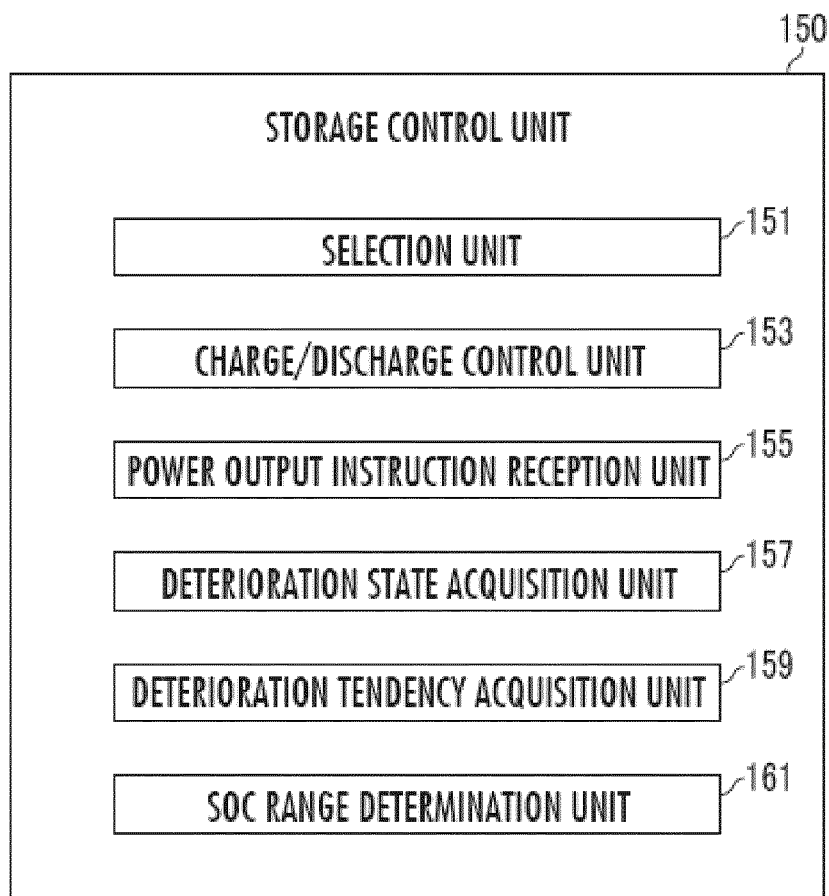 150
STORAGE CONTROL UNIT
151
SELECTION UNIT
153
CHARGE/DISCHARGE CONTROL UNIT
155
POWER OUTPUT INSTRUCTION RECEPTION UNIT
157
DETERIORATION STATE ACQUISITION UNIT
159
DETERIORATION TENDENCY ACQUISITION UNIT
161
SOC RANGE DETERMINATION UNIT